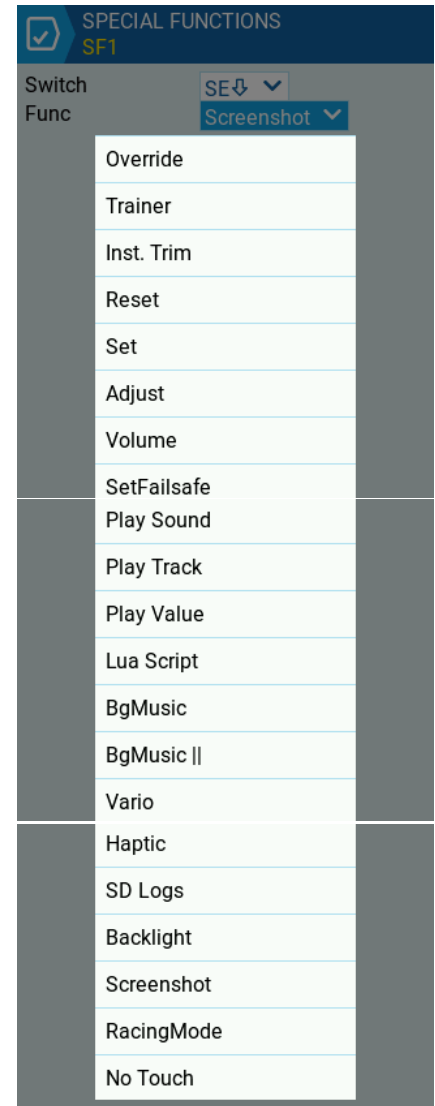 SPECIAL FUNCTIONS
SF1
Switch SE⇩
Func Screenshot
Override
Trainer
Inst. Trim
Reset
Set
Adjust
Volume
SetFailsafe
Play Sound
Play Track
Play Value
Lua Script
BgMusic
BgMusic ||
Vario
Haptic
SD Logs
Backlight
Screenshot
RacingMode
No Touch